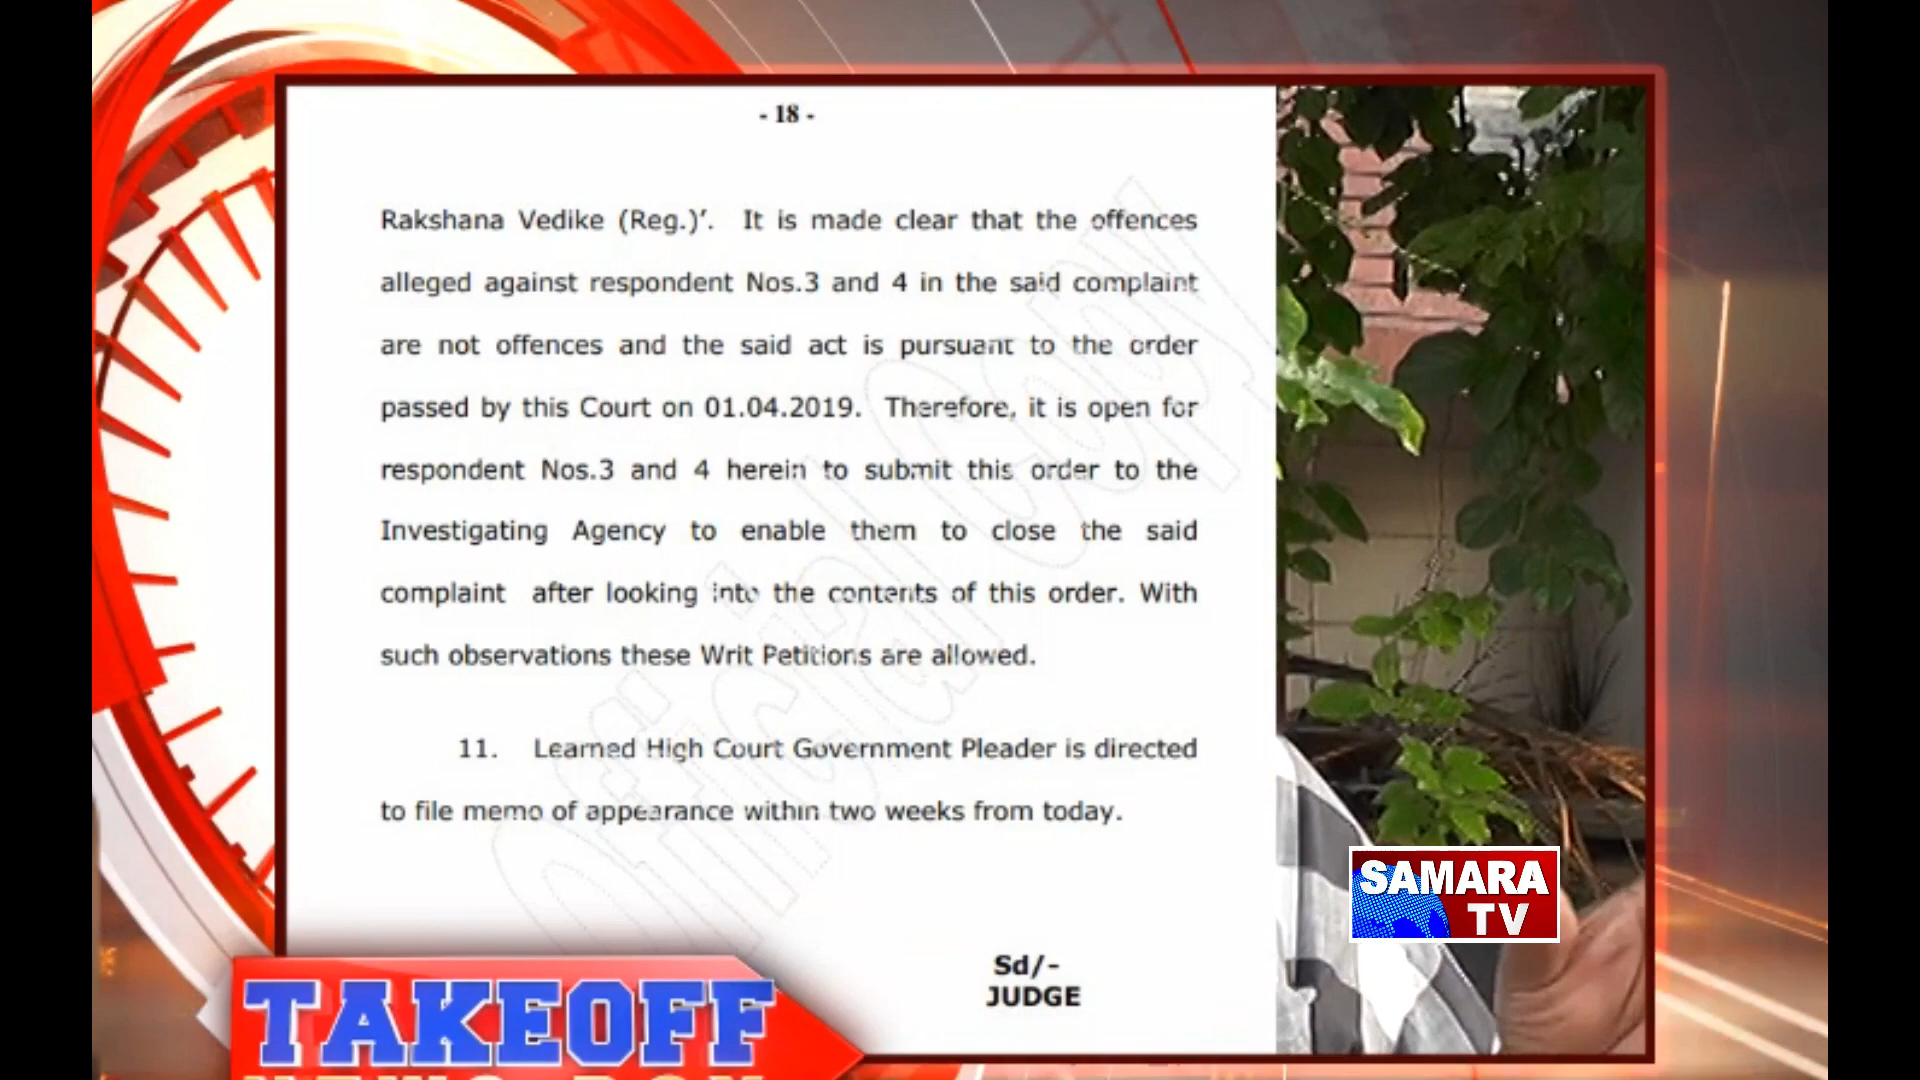 - 18 -
Rakshana Vedike (Reg.)’. It is made clear that the offences
alleged against respondent Nos.3 and 4 in the said complaint
are not offences and the said act is pursuant to the order
passed by this Court on 01.04.2019. Therefore, it is open for
respondent Nos.3 and 4 herein to submit this order to the
Investigating Agency to enable them to close the said
complaint after looking into the contents of this order. With
such observations these Writ Petitions are allowed.
11. Learned High Court Government Pleader is directed
to file memo of appearance within two weeks from today.
Official Copy
Sd/-
JUDGE
SAMARA
TV
TAKEOFF